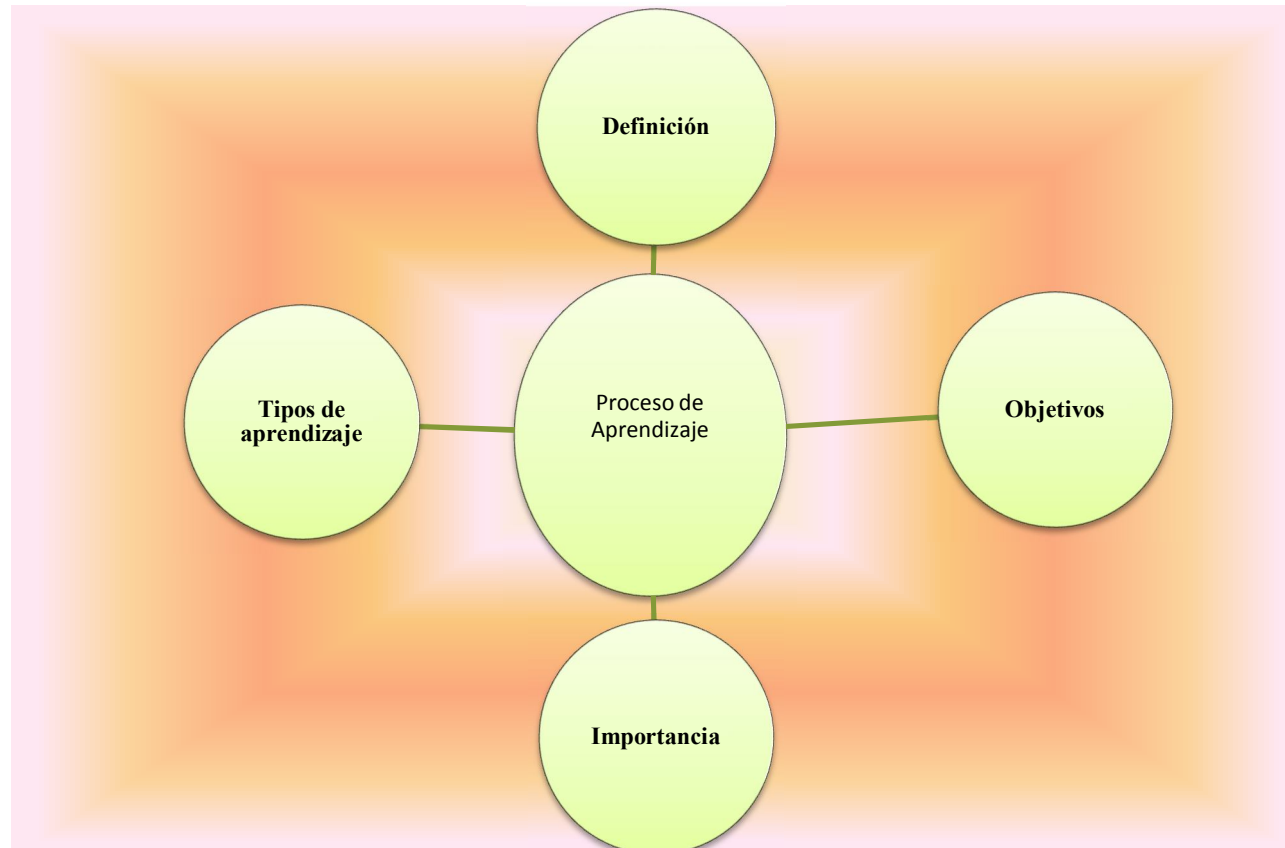 Definición
Tipos de
aprendizaje
Proceso de
Aprendizaje
Objetivos
Importancia